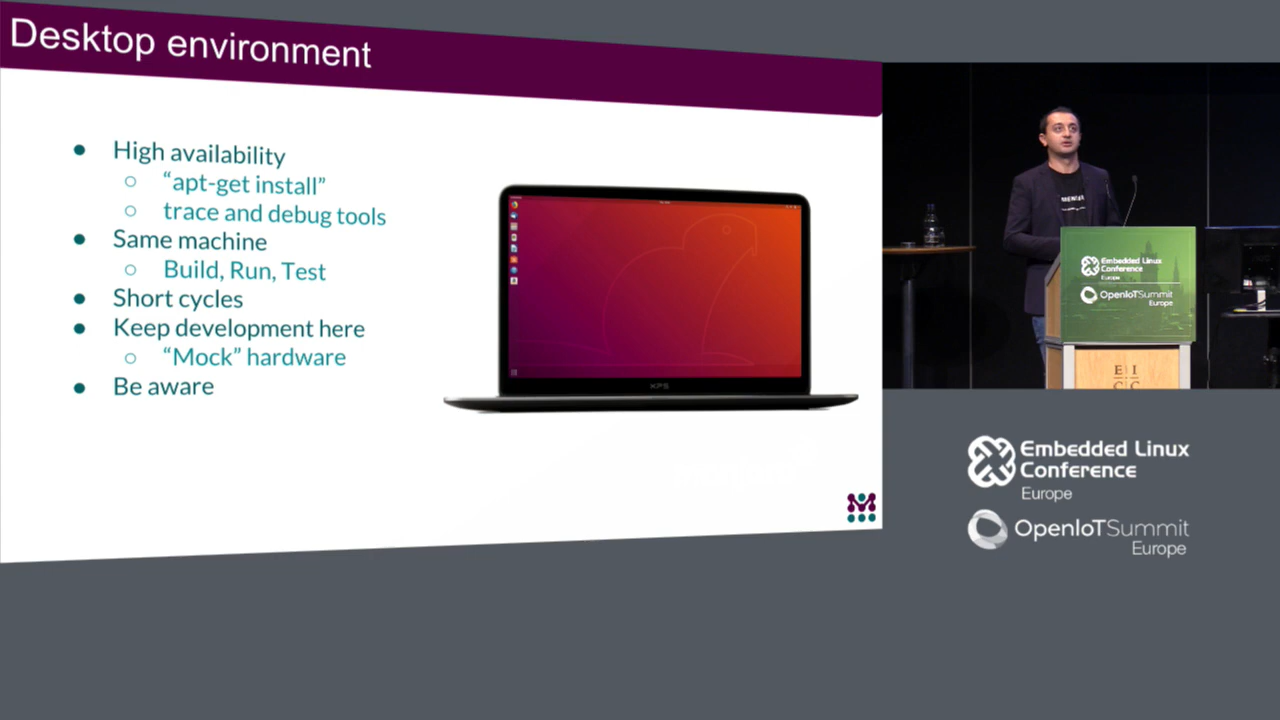 Desktop environment
● High availability
○ “apt-get install”
○ trace and debug tools
● Same machine
○ Build, Run, Test
● Short cycles
● Keep development here
○ “Mock” hardware
● Be aware
XPS
Embedded Linux
Conference
Europe
OpenIoTSummit
Europe
E I
C C
Embedded Linux
Conference
Europe
OpenIoTSummit
Europe